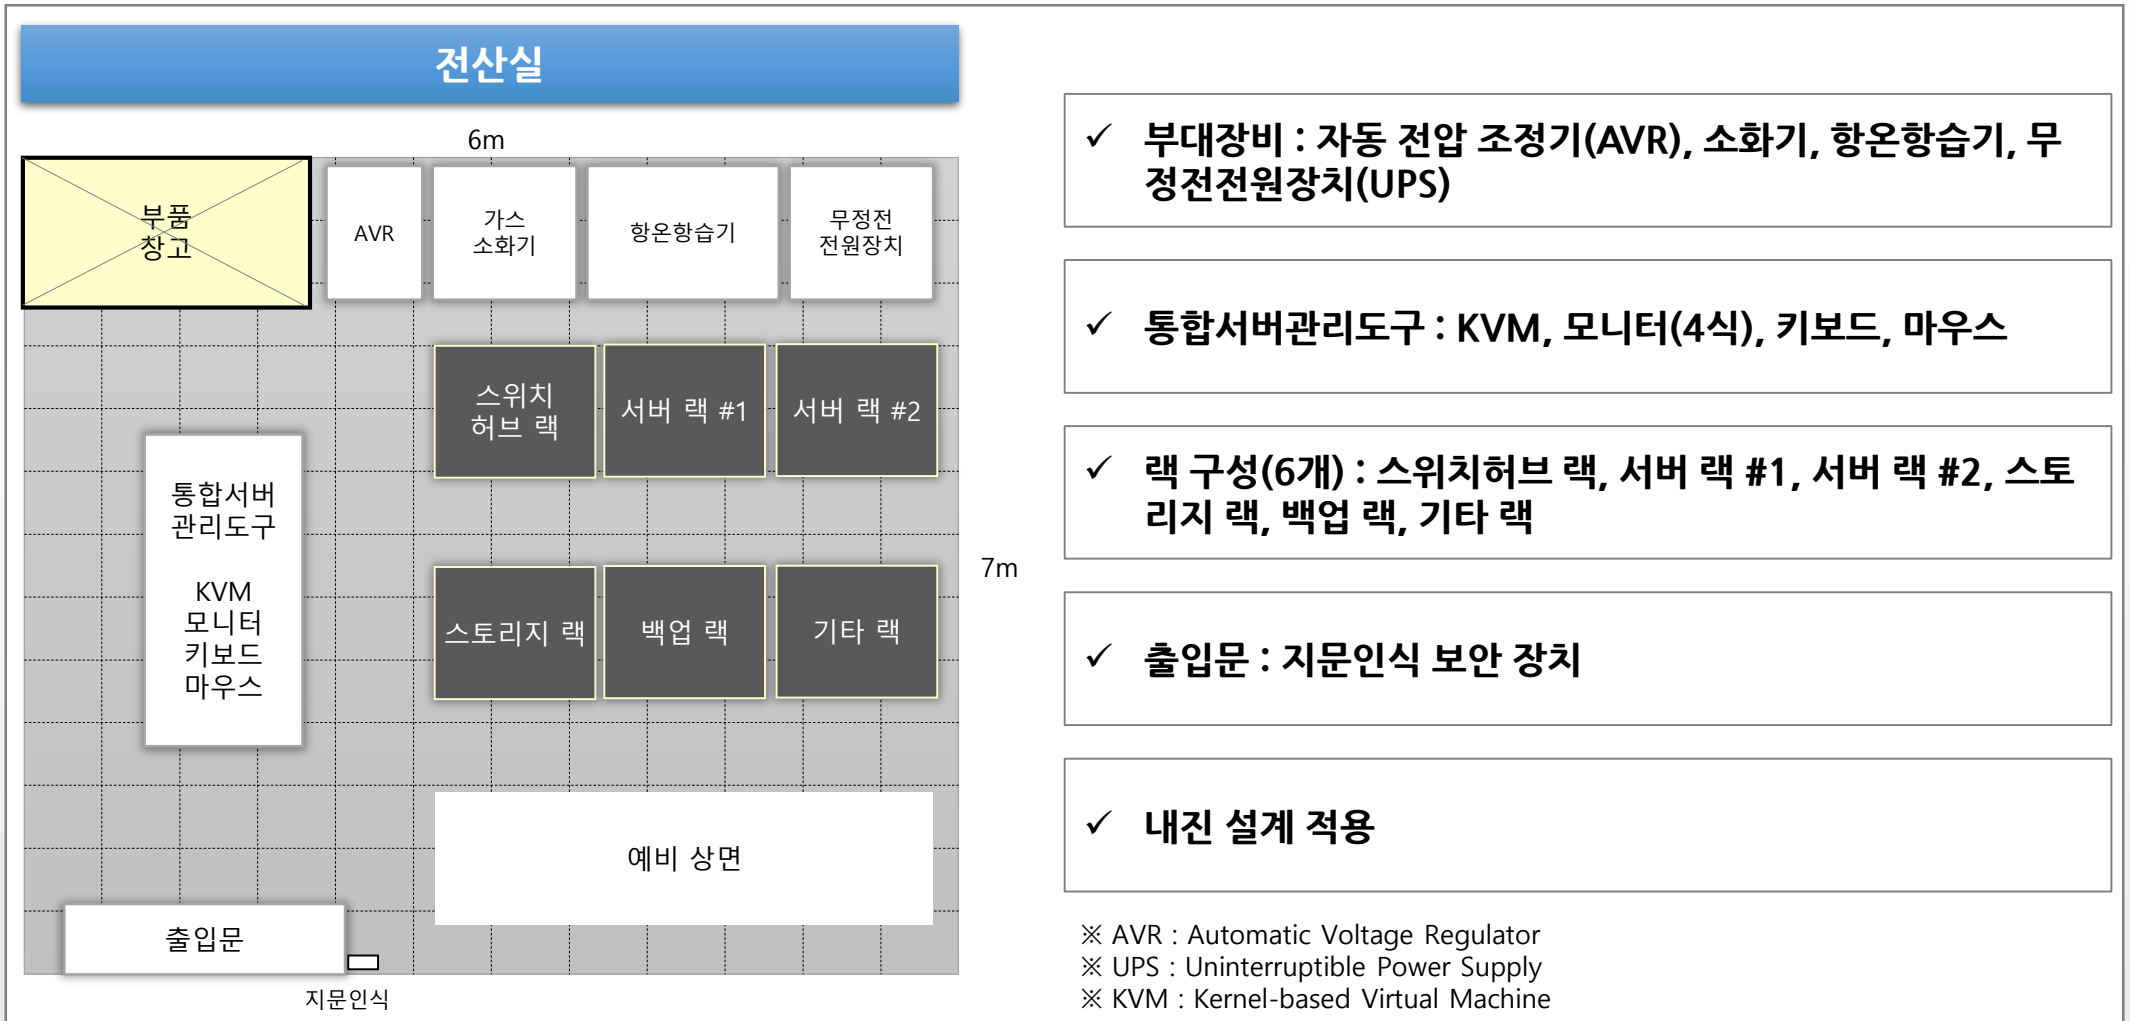 전산실
6m
부품
창고
AVR
가스
소화기
항온항습기
무정전
전원장치
스위치
허브 랙
서버 랙 #1
서버 랙 #2
통합서버
관리도구
KVM
모니터
키보드
마우스
7m
스토리지 랙
백업 랙
기타 랙
예비 상면
출입문
지문인식
✓ 부대장비 : 자동 전압 조정기(AVR), 소화기, 항온항습기, 무
정전전원장치(UPS)
✓ 통합서버관리도구 : KVM, 모니터(4식), 키보드, 마우스
✓ 랙 구성(6개) : 스위치허브 랙, 서버 랙 #1, 서버 랙 #2, 스토
리지 랙, 백업 랙, 기타 랙
✓ 출입문 : 지문인식 보안 장치
✓ 내진 설계 적용
※ AVR : Automatic Voltage Regulator
※ UPS : Uninterruptible Power Supply
※ KVM : Kernel-based Virtual Machine